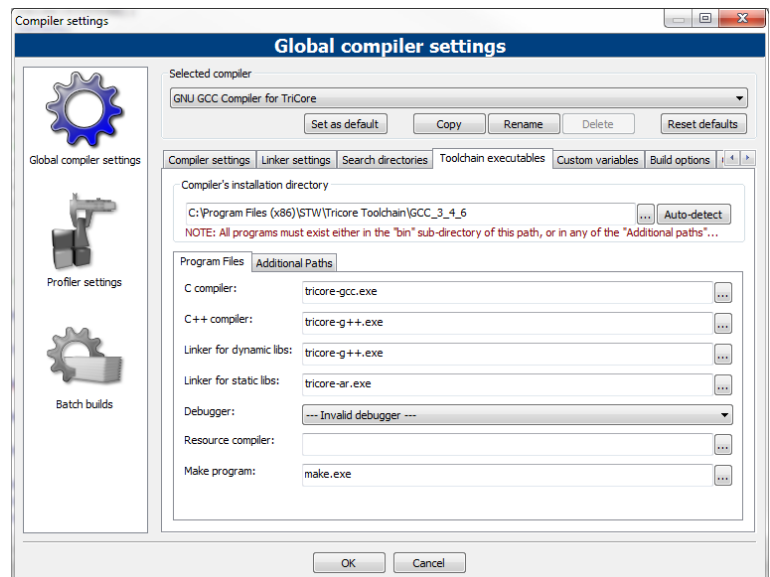 Compiler settings
Global compiler settings
Selected compiler
GNU GCC Compiler for TriCore
Set as default Copy Rename Delete Reset defaults
Global compiler settings
Compiler settings Linker settings Search directories Toolchain executables Custom variables Build options
Compiler's installation directory
C:\Program Files (x86)\STW\Tricore Toolchain\GCC_3_4_6 ... Auto-detect
NOTE: All programs must exist either in the "bin" sub-directory of this path, or in any of the "Additional paths"...
Program Files Additional Paths
Profiler settings
C compiler: tricore-gcc.exe ...
C++ compiler: tricore-g++.exe ...
Linker for dynamic libs: tricore-g++.exe ...
Linker for static libs: tricore-ar.exe ...
Batch builds
Debugger: --- Invalid debugger ---
Resource compiler: ...
Make program: make.exe ...
OK Cancel